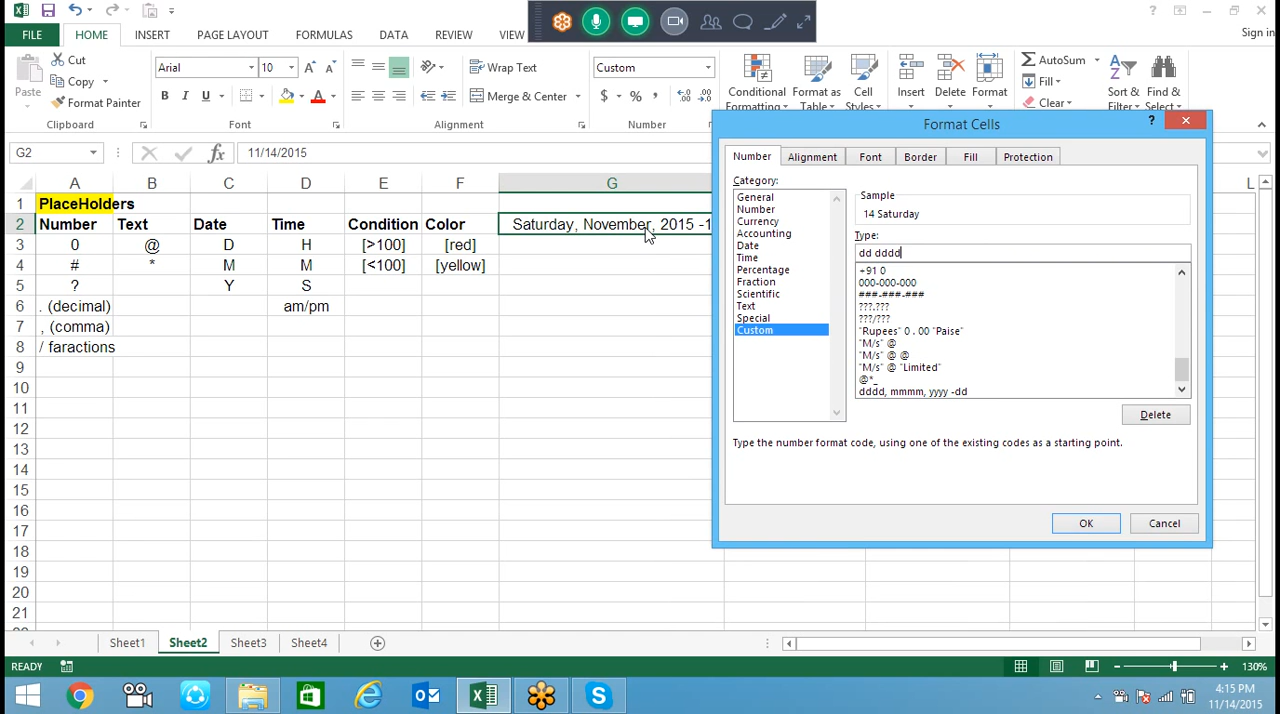 FILE HOME INSERT PAGE LAYOUT FORMULAS DATA REVIEW VIEW Sign in
Paste Cut Copy Format Painter Clipboard
Arial 10 B I U Font
Wrap Text Merge & Center Alignment
Custom $ % , Number
Conditional Formatting Format as Table Cell Styles
Insert Delete Format
AutoSum Fill Clear Sort & Filter Find & Select
G2 fx 11/14/2015
A B C D E F G L
1 PlaceHolders
2 Number Text Date Time Condition Color Saturday, November, 2015 -1
3 0 @ D H [>100] [red]
4 # * M M [<100] [yellow]
5 ? Y S
6 . (decimal) am/pm
7 , (comma)
8 / faractions
9
10
11
12
13
14
15
16
17
18
19
20
21
Format Cells ?
Number Alignment Font Border Fill Protection
Category:
General
Number
Currency
Accounting
Date
Time
Percentage
Fraction
Scientific
Text
Special
Custom
Sample
14 Saturday
Type:
dd dddd
+91 0
000-000-000
###-###-###
???.???
???/???
"Rupees" 0 . 00 "Paise"
"M/s" @
"M/s" @ @
"M/s" @ "Limited"
@*_
dddd, mmmm, yyyy -dd
Delete
Type the number format code, using one of the existing codes as a starting point.
OK Cancel
Sheet1 Sheet2 Sheet3 Sheet4
READY 130%
4:15 PM
11/14/2015